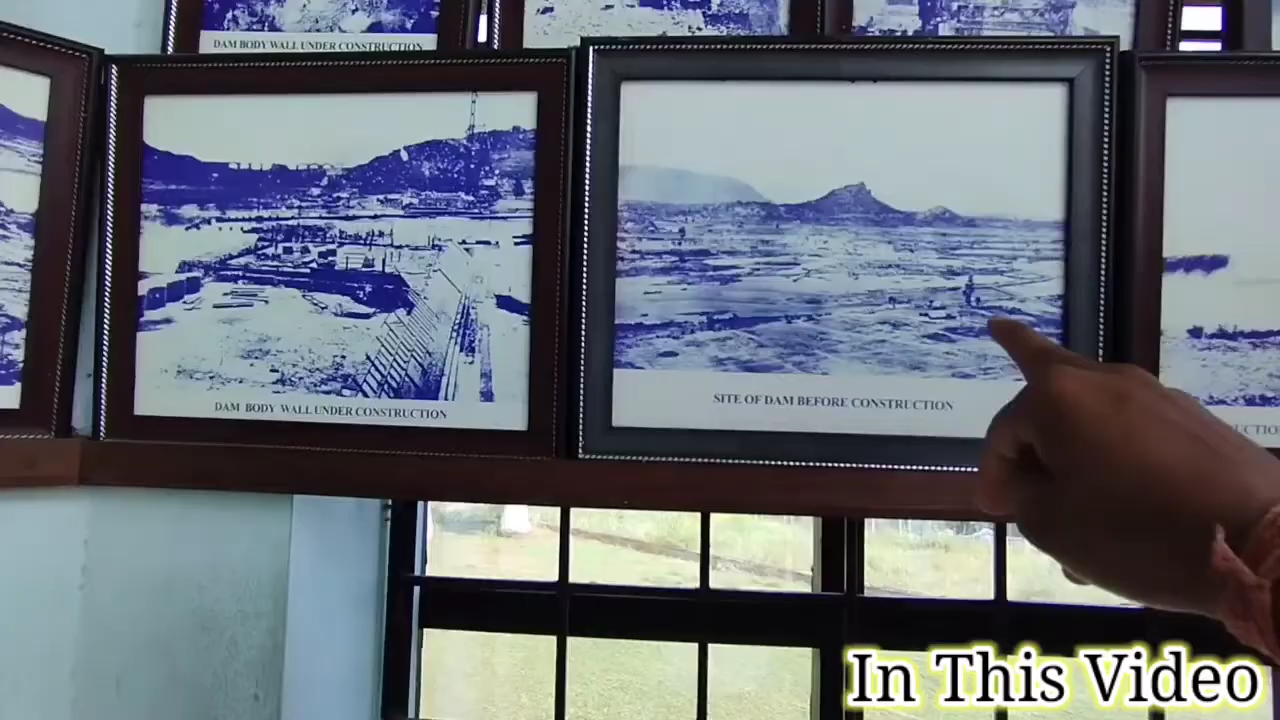 DAM BODY WALL UNDER CONSTRUCTION
DAM BODY WALL UNDER CONSTRUCTION
SITE OF DAM BEFORE CONSTRUCTION
In This Video